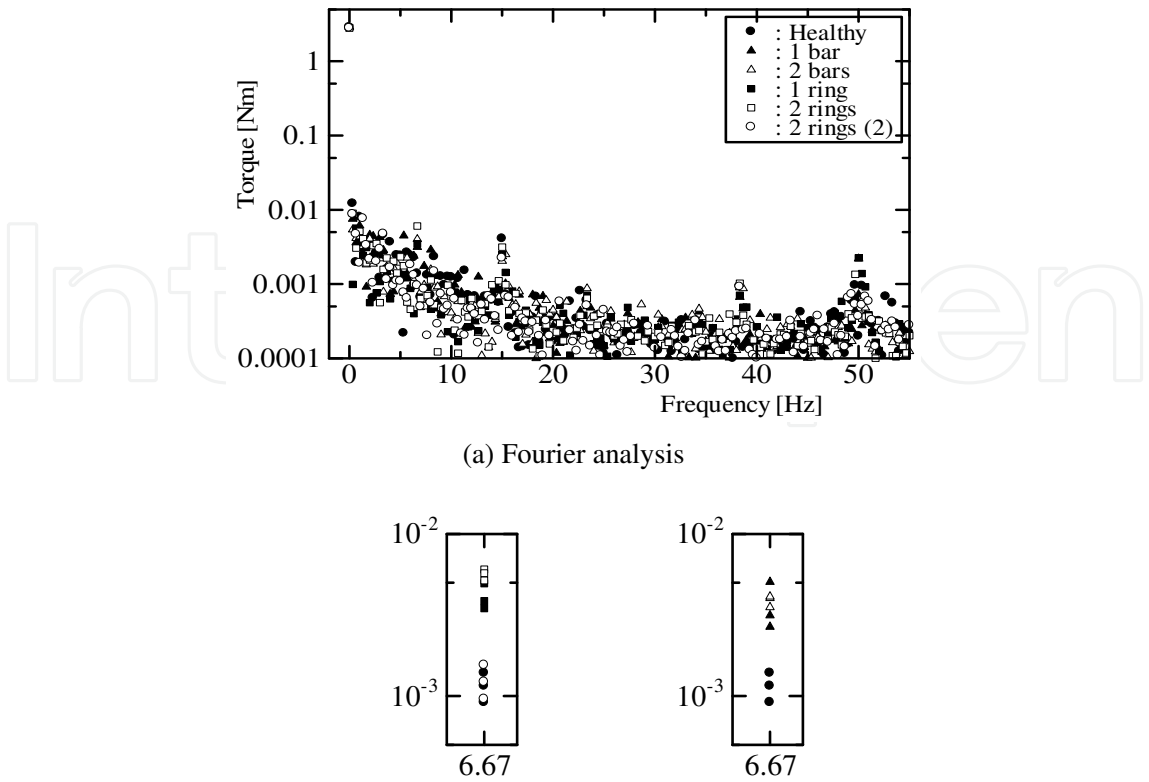 Torque [Nm]
1
0.1
0.01
0.001
0.0001
: Healthy
: 1 bar
: 2 bars
: 1 ring
: 2 rings
: 2 rings (2)
0 10 20 30 40 50
Frequency [Hz]
(a) Fourier analysis
10⁻² 10⁻²
10⁻³ 10⁻³
6.67 6.67